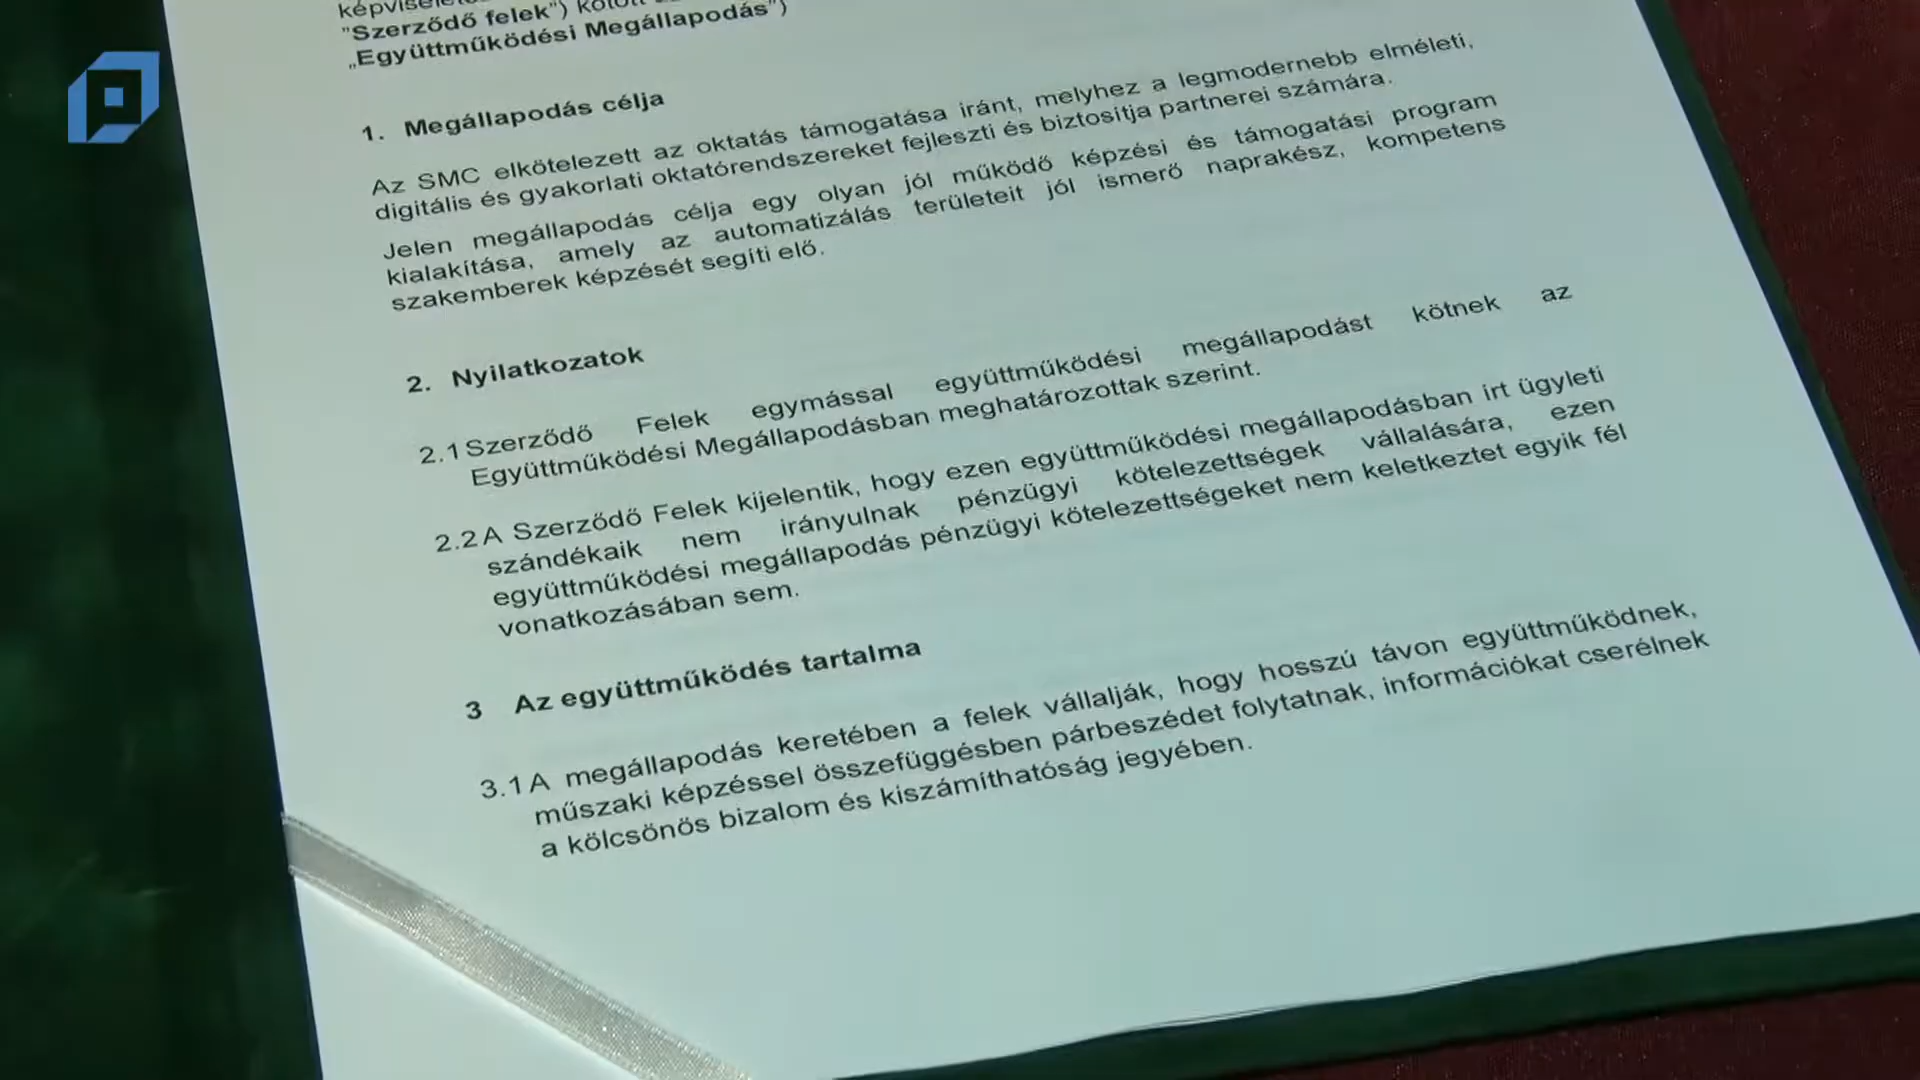 "Szerződő felek") kötött
„Együttműködési Megállapodás")
1. Megállapodás célja
Az SMC elkötelezett az oktatás támogatása iránt, melyhez a legmodernebb elméleti,
digitális és gyakorlati oktatórendszereket fejleszti és biztosítja partnerei számára.
Jelen megállapodás célja egy olyan jól működő képzési és támogatási program
kialakítása, amely az automatizálás területeit jól ismerő naprakész, kompetens
szakemberek képzését segíti elő.
2. Nyilatkozatok
2.1 Szerződő Felek egymással együttműködési megállapodást kötnek az
Együttműködési Megállapodásban meghatározottak szerint.
2.2 A Szerződő Felek kijelentik, hogy ezen együttműködési megállapodásban írt ügyleti
szándékaik nem irányulnak pénzügyi kötelezettségek vállalására, ezen
együttműködési megállapodás pénzügyi kötelezettségeket nem keletkeztet egyik fél
vonatkozásában sem.
3 Az együttműködés tartalma
3.1 A megállapodás keretében a felek vállalják, hogy hosszú távon együttműködnek,
műszaki képzéssel összefüggésben párbeszédet folytatnak, információkat cserélnek
a kölcsönös bizalom és kiszámíthatóság jegyében.